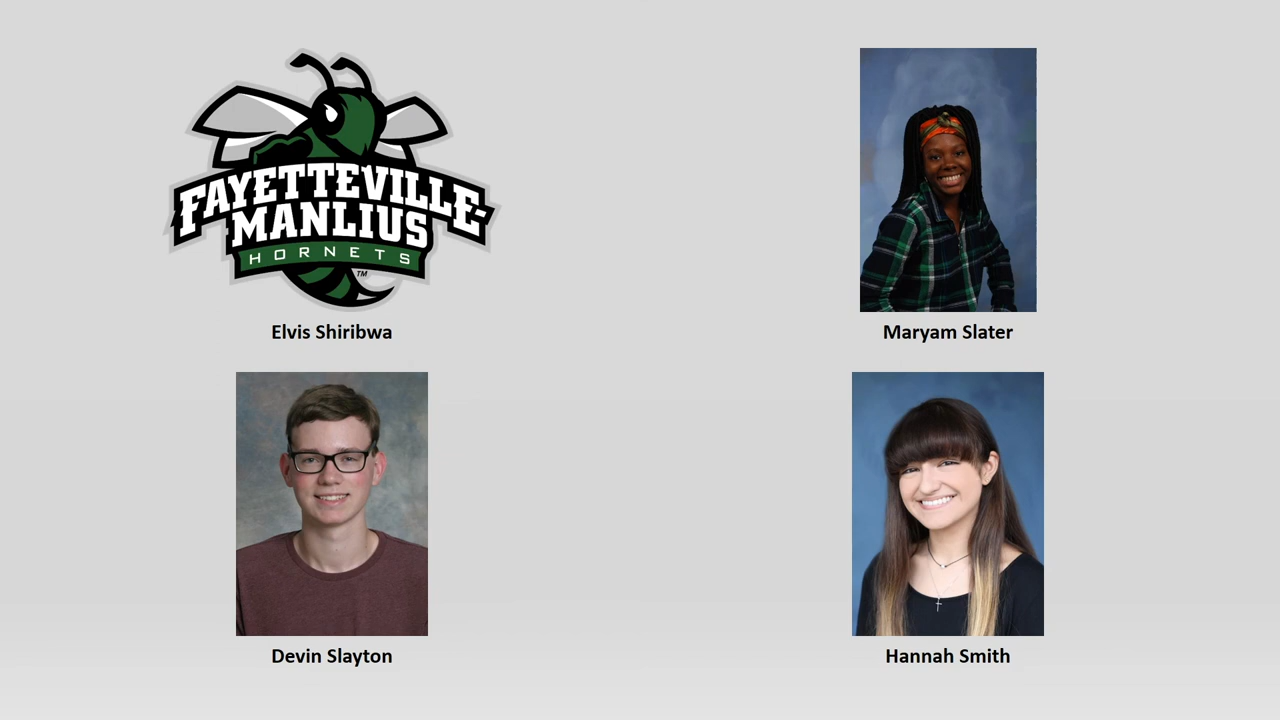 FAYETTEVILLE-
MANLIUS
HORNETS
TM
Elvis Shiribwa
Maryam Slater
Devin Slayton
Hannah Smith